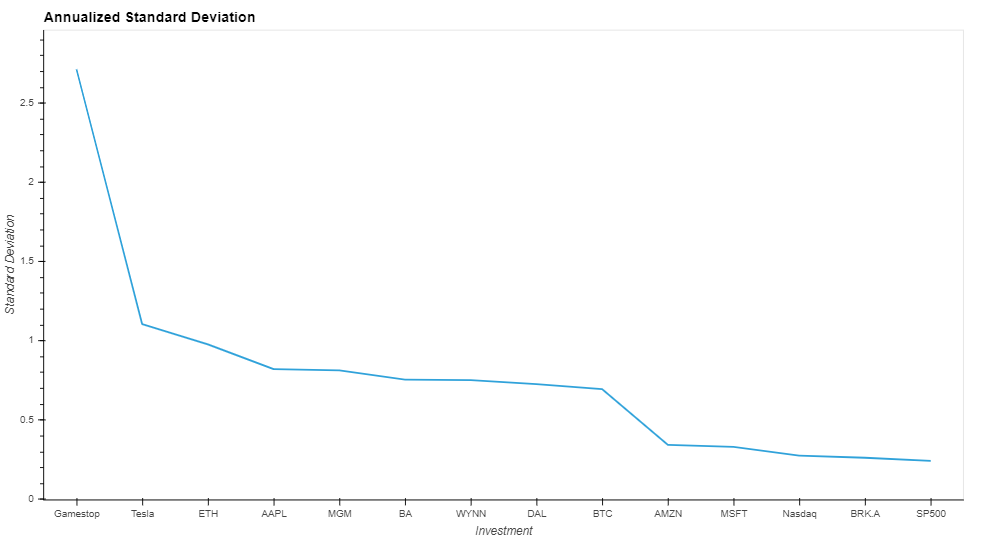 Annualized Standard Deviation
Standard Deviation
2.5
2
1.5
1
0.5
0
Gamestop Tesla ETH AAPL MGM BA WYNN DAL BTC AMZN MSFT Nasdaq BRK.A SP500
Investment